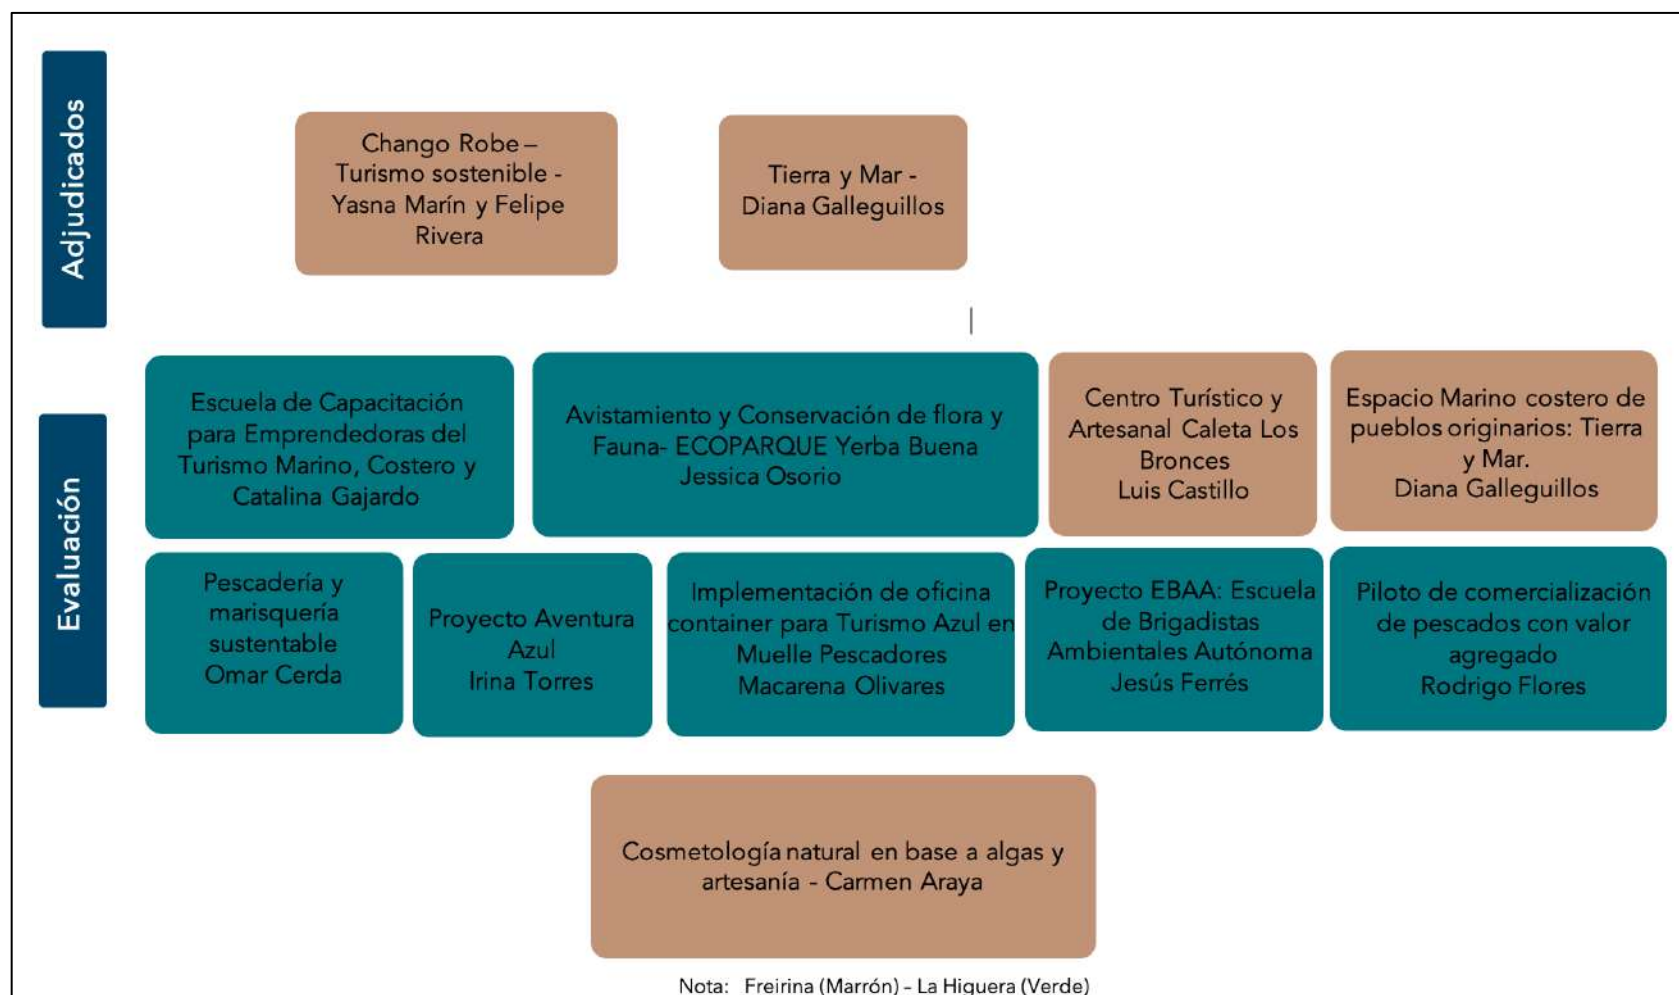 Adjudicados
Chango Robe –
Turismo sostenible -
Yasna Marín y Felipe
Rivera
Tierra y Mar -
Diana Galleguillos
Evaluación
Escuela de Capacitación
para Emprendedoras del
Turismo Marino, Costero y
Catalina Gajardo
Avistamiento y Conservación de flora y
Fauna- ECOPARQUE Yerba Buena
Jessica Osorio
Centro Turístico y
Artesanal Caleta Los
Bronces
Luis Castillo
Espacio Marino costero de
pueblos originarios: Tierra
y Mar.
Diana Galleguillos
Pescadería y
marisquería
sustentable
Omar Cerda
Proyecto Aventura
Azul
Irina Torres
Implementación de oficina
container para Turismo Azul en
Muelle Pescadores
Macarena Olivares
Proyecto EBAA: Escuela
de Brigadistas
Ambientales Autónoma
Jesús Ferrés
Piloto de comercialización
de pescados con valor
agregado
Rodrigo Flores
Cosmetología natural en base a algas y
artesanía - Carmen Araya
Nota: Freirina (Marrón) - La Higuera (Verde)